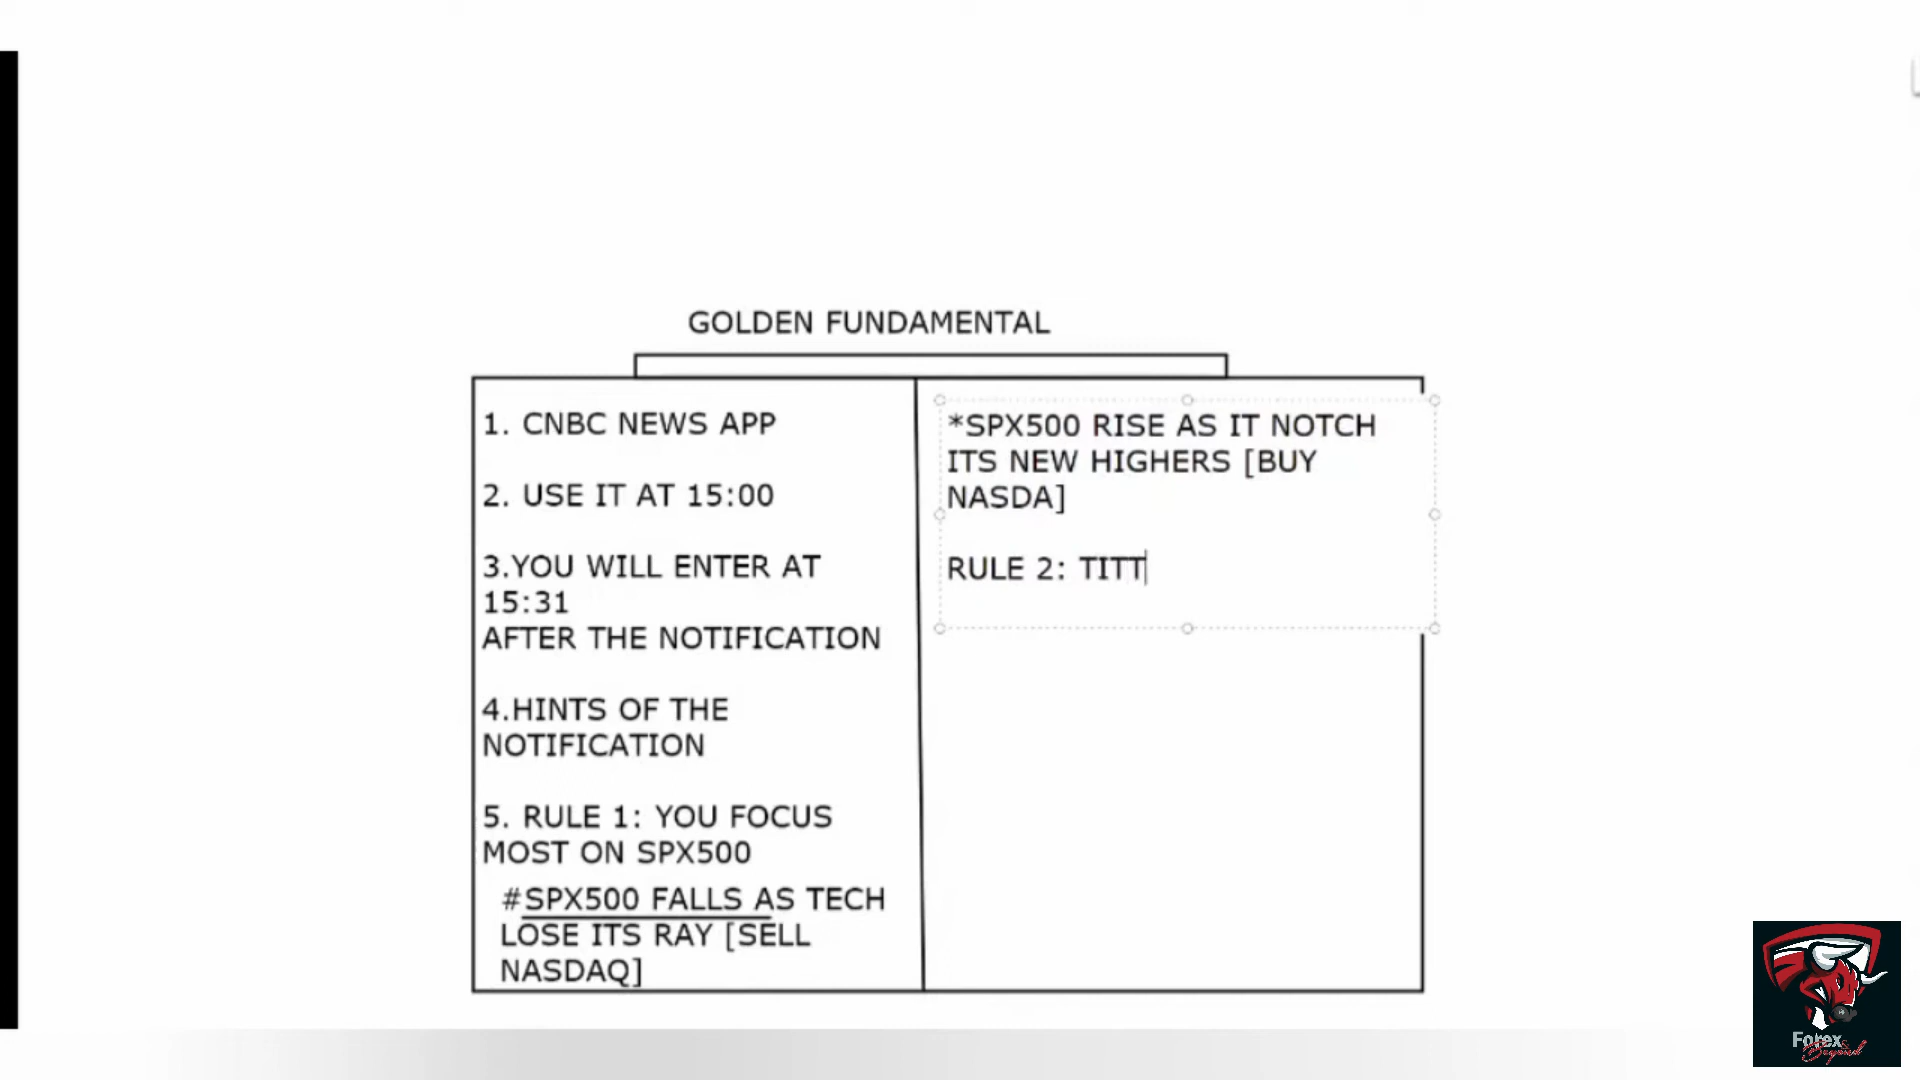 GOLDEN FUNDAMENTAL
1. CNBC NEWS APP
2. USE IT AT 15:00
3.YOU WILL ENTER AT
15:31
AFTER THE NOTIFICATION
4.HINTS OF THE
NOTIFICATION
5. RULE 1: YOU FOCUS
MOST ON SPX500
#SPX500 FALLS AS TECH
LOSE ITS RAY [SELL
NASDAQ]
*SPX500 RISE AS IT NOTCH
ITS NEW HIGHERS [BUY
NASDA]
RULE 2: TITT
Forex &
Beyond